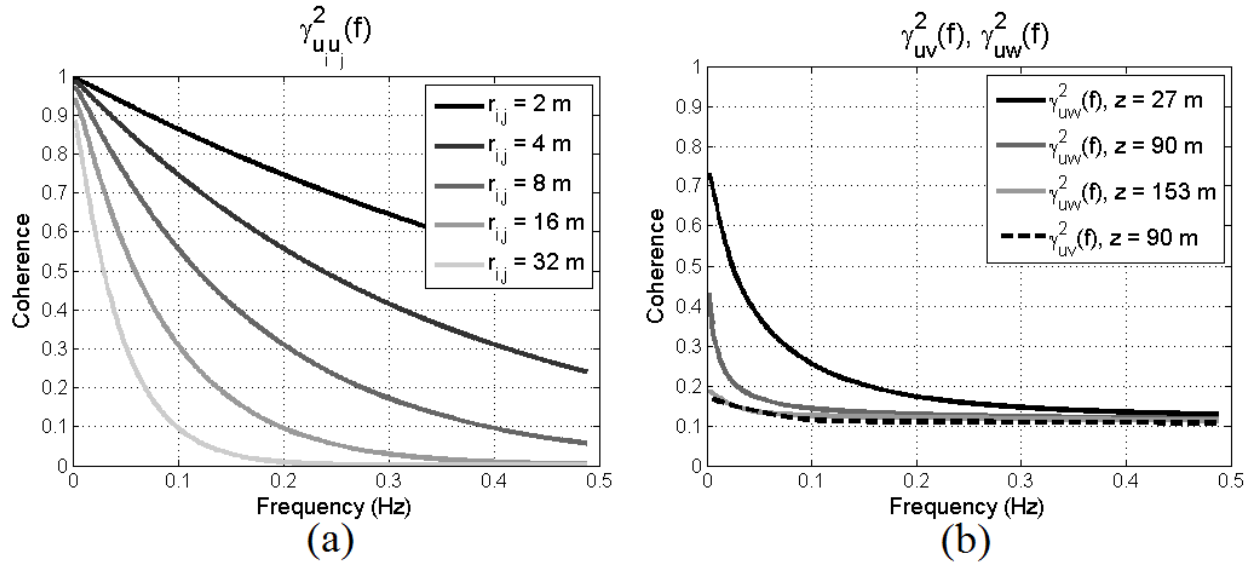 γ²uᵢuⱼ(f)
Coherence
1
0.9
0.8
0.7
0.6
0.5
0.4
0.3
0.2
0.1
0
0
0.1
0.2
0.3
0.4
0.5
Frequency (Hz)
ri,j = 2 m
ri,j = 4 m
ri,j = 8 m
ri,j = 16 m
ri,j = 32 m
(a)
γ²uv(f), γ²uw(f)
Coherence
1
0.9
0.8
0.7
0.6
0.5
0.4
0.3
0.2
0.1
0
0
0.1
0.2
0.3
0.4
0.5
Frequency (Hz)
γ²uw(f), z = 27 m
γ²uw(f), z = 90 m
γ²uw(f), z = 153 m
γ²uv(f), z = 90 m
(b)